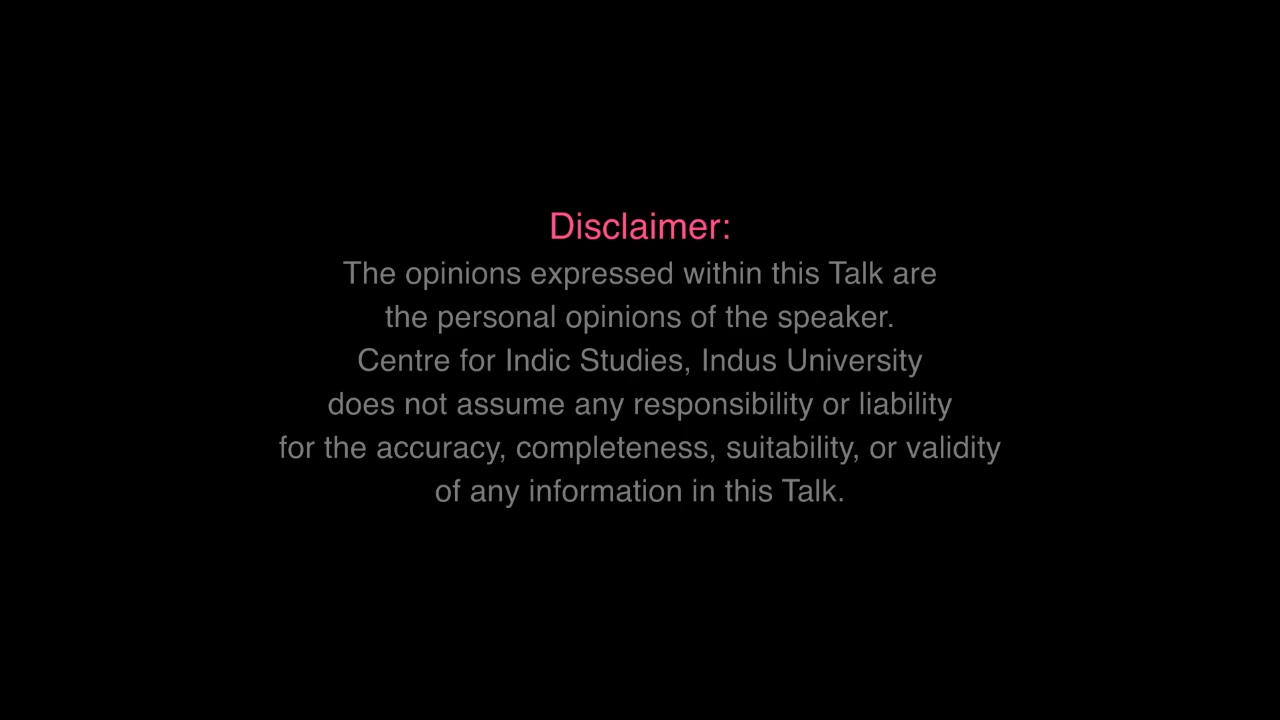 Disclaimer:
The opinions expressed within this Talk are
the personal opinions of the speaker.
Centre for Indic Studies, Indus University
does not assume any responsibility or liability
for the accuracy, completeness, suitability, or validity
of any information in this Talk.